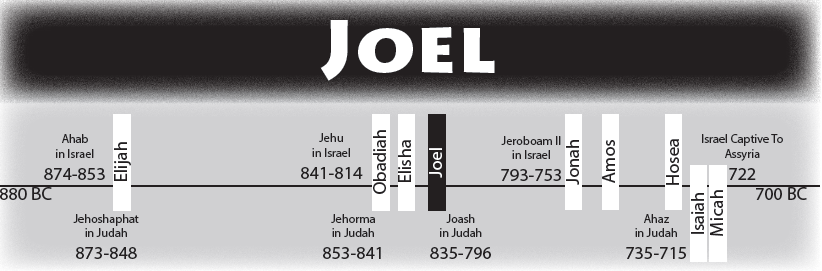 JOEL
Ahab
in Israel
874-853
Elijah
Jehu
in Israel
841-814
Obadiah
Elisha
Joel
Jeroboam II
in Israel
793-753
Jonah
Amos
Hosea
Israel Captive To
Assyria
722
880 BC
700 BC
Jehoshaphat
in Judah
873-848
Jehorma
in Judah
853-841
Joash
in Judah
835-796
Ahaz
in Judah
735-715
Isaiah
Micah